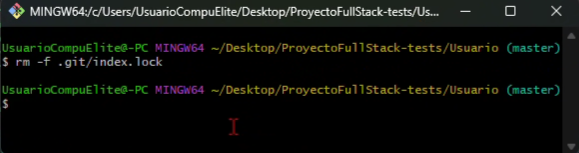 MINGW64:/c/Users/UsuarioCompuElite/Desktop/ProyectoFullStack-tests/Us...
UsuarioCompuElite@-PC MINGW64 ~/Desktop/ProyectoFullStack-tests/Usuario (master)
$ rm -f .git/index.lock
UsuarioCompuElite@-PC MINGW64 ~/Desktop/ProyectoFullStack-tests/Usuario (master)
$